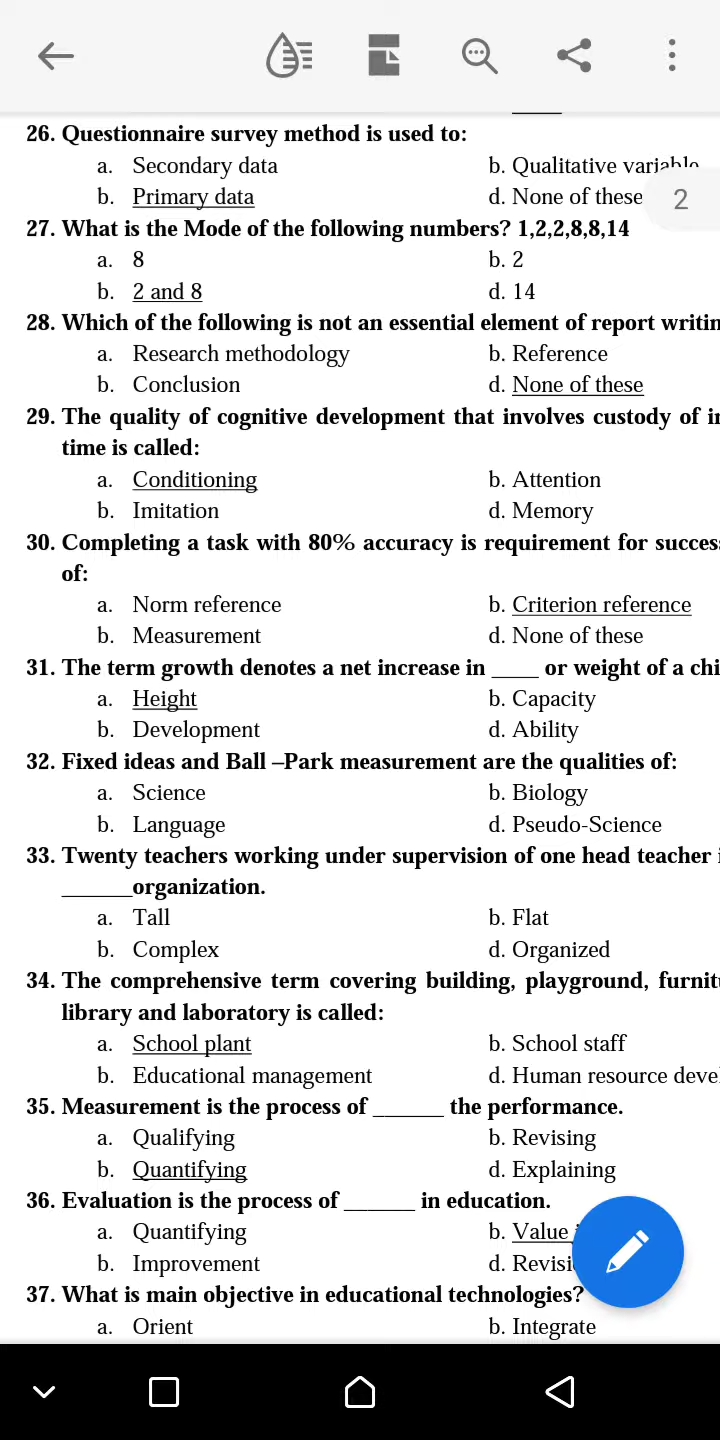 26. Questionnaire survey method is used to:
a. Secondary data b. Qualitative variable
b. Primary data d. None of these
2
27. What is the Mode of the following numbers? 1,2,2,8,8,14
a. 8 b. 2
b. 2 and 8 d. 14
28. Which of the following is not an essential element of report writin
a. Research methodology b. Reference
b. Conclusion d. None of these
29. The quality of cognitive development that involves custody of
time is called:
a. Conditioning b. Attention
b. Imitation d. Memory
30. Completing a task with 80% accuracy is requirement for succes
of:
a. Norm reference b. Criterion reference
b. Measurement d. None of these
31. The term growth denotes a net increase in ____ or weight of a chi
a. Height b. Capacity
b. Development d. Ability
32. Fixed ideas and Ball –Park measurement are the qualities of:
a. Science b. Biology
b. Language d. Pseudo-Science
33. Twenty teachers working under supervision of one head teacher
______organization.
a. Tall b. Flat
b. Complex d. Organized
34. The comprehensive term covering building, playground, furnit
library and laboratory is called:
a. School plant b. School staff
b. Educational management d. Human resource deve
35. Measurement is the process of ______ the performance.
a. Qualifying b. Revising
b. Quantifying d. Explaining
36. Evaluation is the process of ______ in education.
a. Quantifying b. Value
b. Improvement d. Revisi
37. What is main objective in educational technologies?
a. Orient b. Integrate